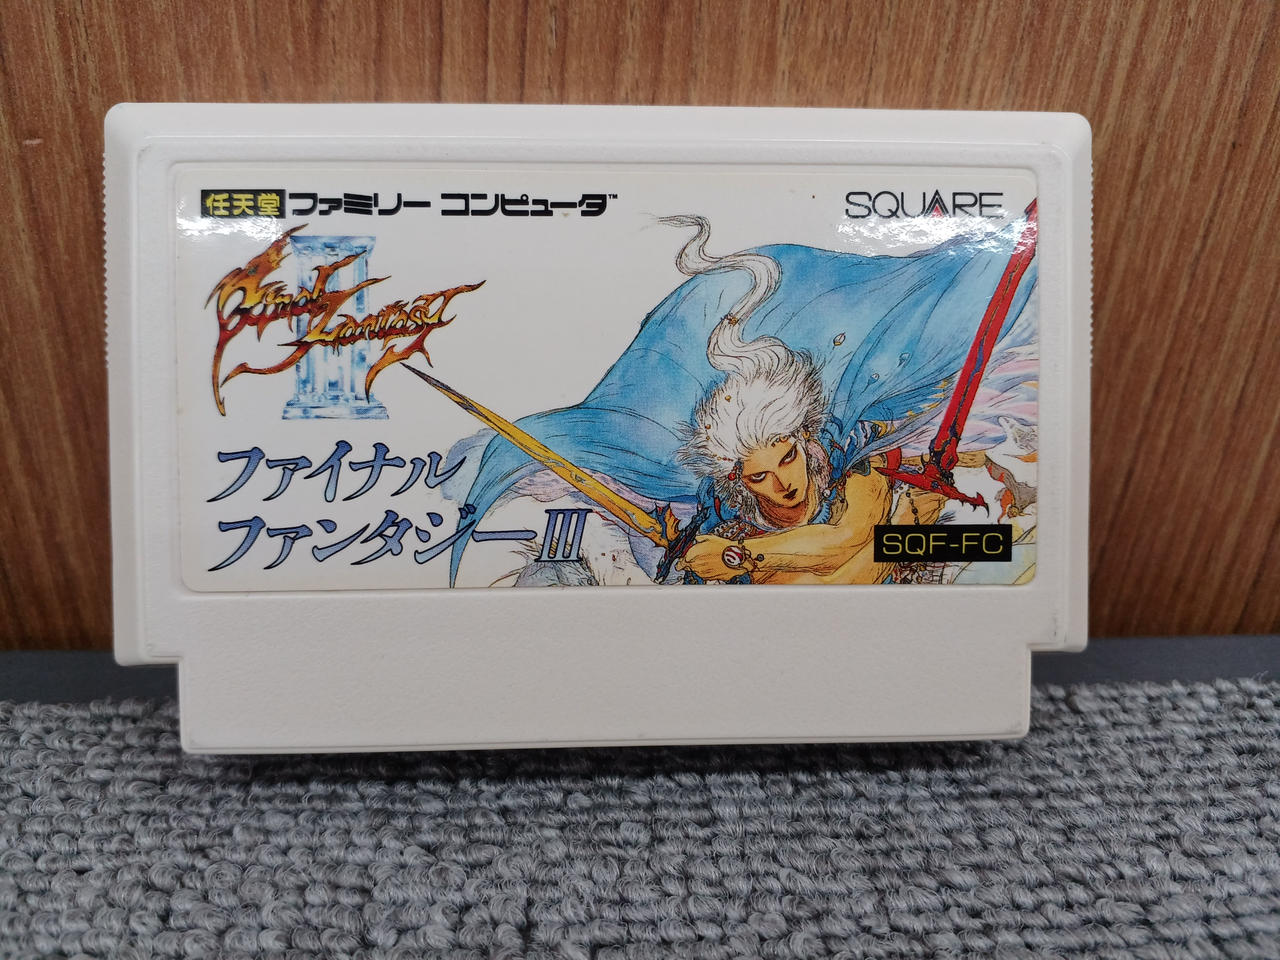 任天堂 ファミリー コンピュータ™
SQUARE
Final Fantasy
III
ファイナル
ファンタジーIII
SQF-FC